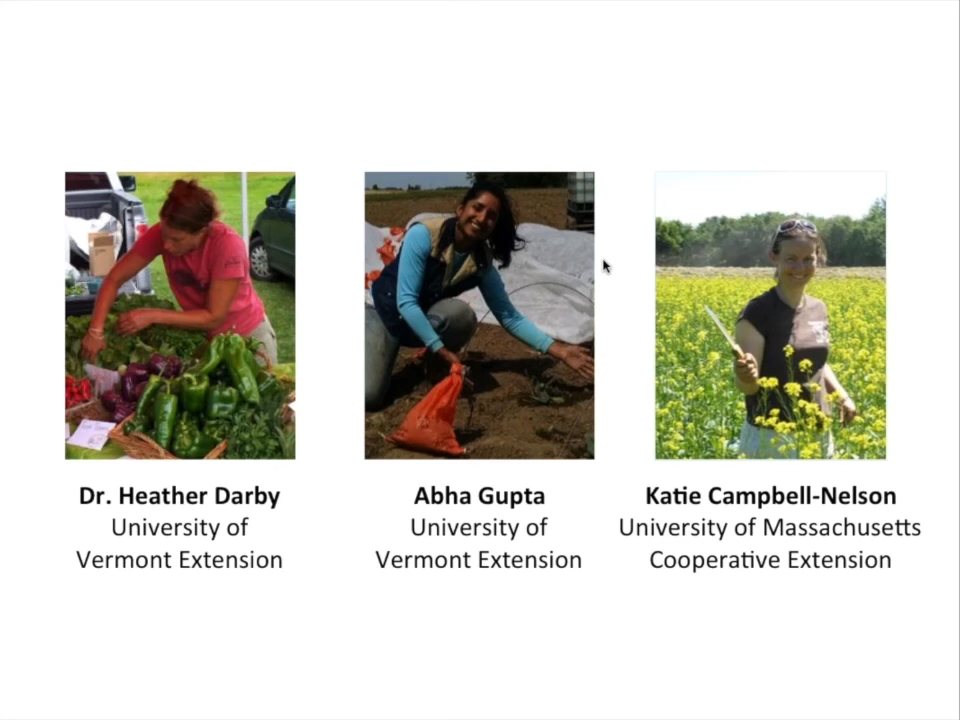 Dr. Heather Darby
University of
Vermont Extension
Abha Gupta
University of
Vermont Extension
Katie Campbell-Nelson
University of Massachusetts
Cooperative Extension